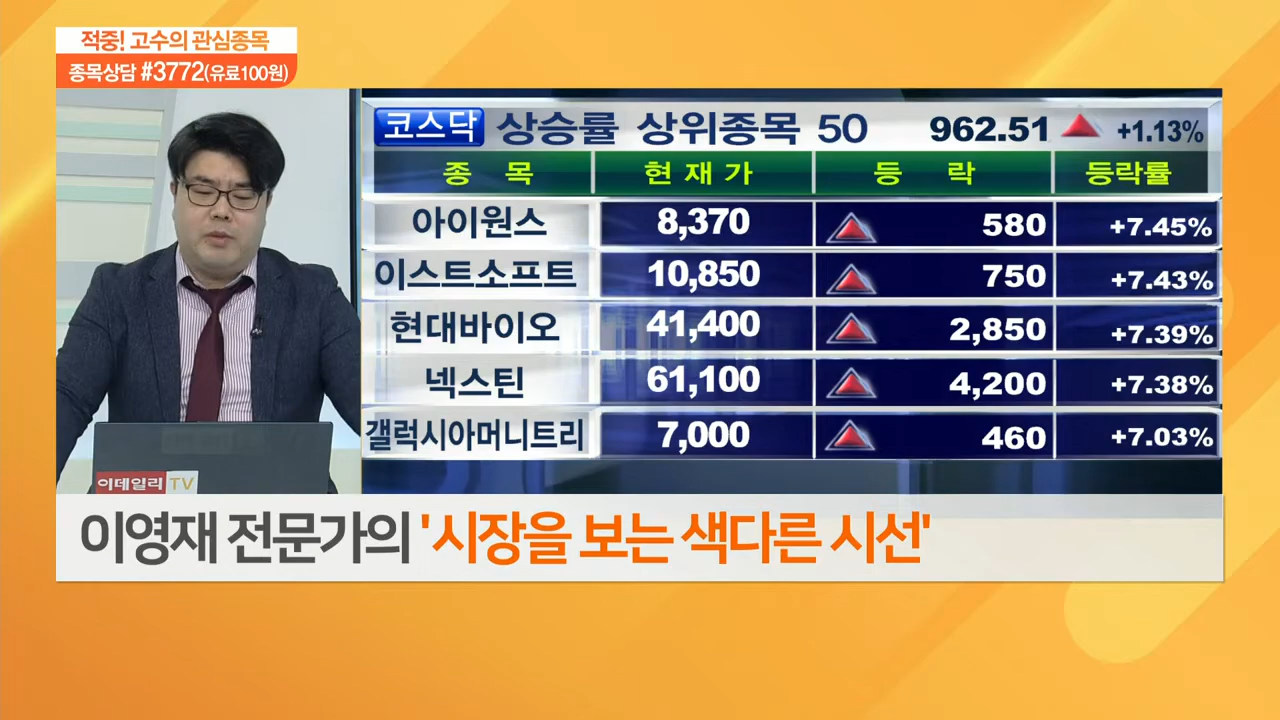 적중! 고수의 관심종목
종목상담 #3772(유료100원)
코스닥 상승률 상위종목 50 962.51 ▲ +1.13%
종 목 현 재 가 등 락 등락률
아이원스 8,370 ▲ 580 +7.45%
이스트소프트 10,850 ▲ 750 +7.43%
현대바이오 41,400 ▲ 2,850 +7.39%
넥스틴 61,100 ▲ 4,200 +7.38%
갤럭시아머니트리 7,000 ▲ 460 +7.03%
이데일리 TV
이영재 전문가의 '시장을 보는 색다른 시선'